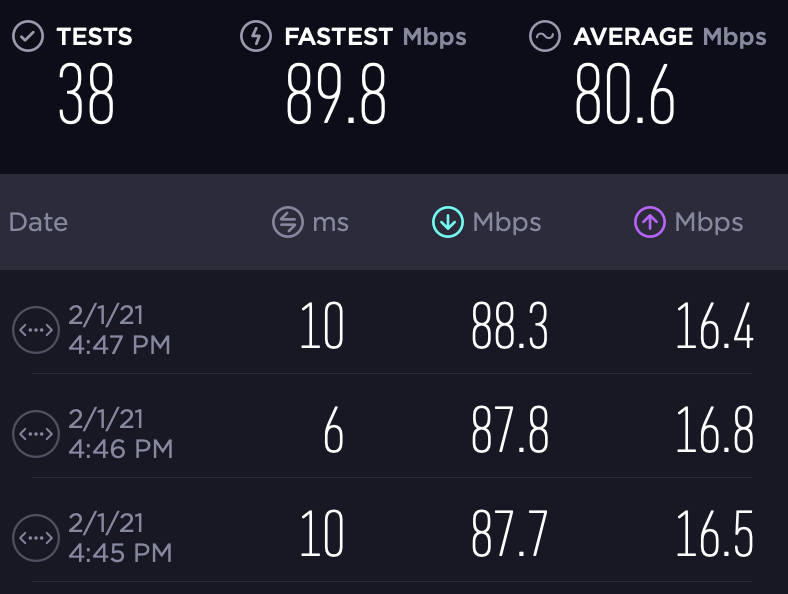 TESTS FASTEST Mbps AVERAGE Mbps
38 89.8 80.6
Date ms Mbps Mbps
2/1/21
4:47 PM 10 88.3 16.4
2/1/21
4:46 PM 6 87.8 16.8
2/1/21
4:45 PM 10 87.7 16.5